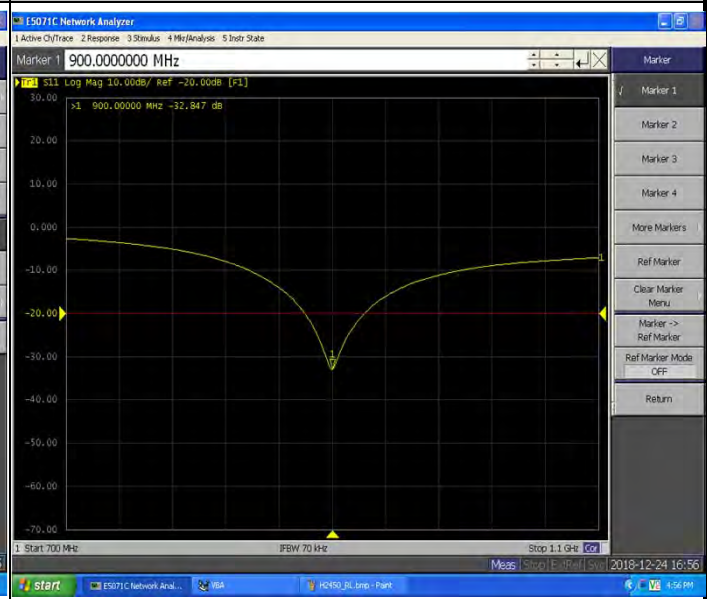 E5071C Network Analyzer
1 Active Ch/Trace 2 Response 3 Stimulus 4 Mkr/Analysis 5 Instr State
Marker 1 900.0000000 MHz
Marker
Tr1 S11 Log Mag 10.00dB/ Ref -20.00dB [F1]
>1 900.00000 MHz -32.847 dB
30.00
20.00
10.00
0.000
-10.00
-20.00
-30.00
-40.00
-50.00
-60.00
-70.00
1
1
Marker 1
Marker 2
Marker 3
Marker 4
More Markers
Ref Marker
Clear Marker
Menu
Marker ->
Ref Marker
Ref Marker Mode
OFF
Return
1 Start 700 MHz IFBW 70 kHz Stop 1.1 GHz Cor
Meas Stop ExtRef Svc 2018-12-24 16:56
start E5071C Network Anal... VBA H2450_RL.bmp - Paint 4:56 PM